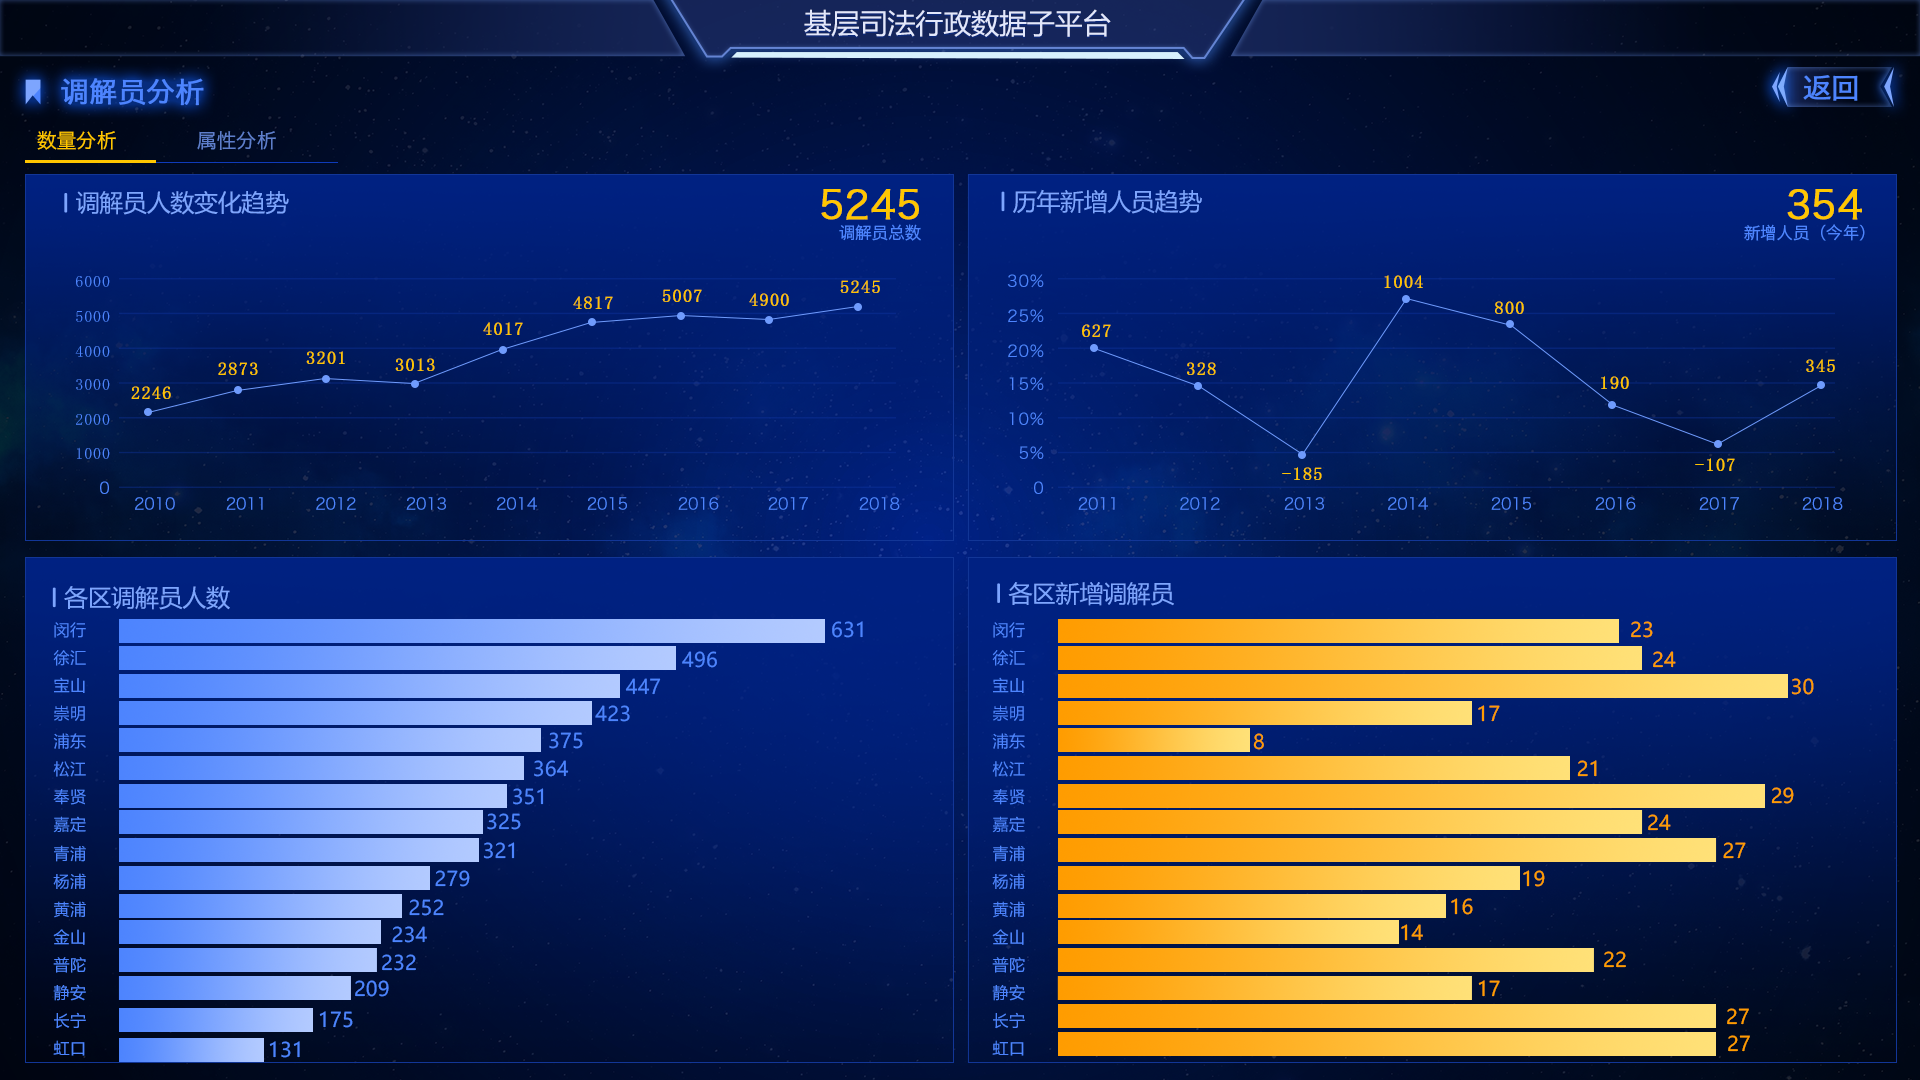 基层司法行政数据子平台
调解员分析
返回
数量分析 属性分析
调解员人数变化趋势
5245
调解员总数
6000
5000
4000
3000
2000
1000
0
2246 2873 3201 3013 4017 4817 5007 4900 5245
2010 2011 2012 2013 2014 2015 2016 2017 2018
历年新增人员趋势
354
新增人员（今年）
30%
25%
20%
15%
10%
5%
0
627 328 -185 1004 800 190 -107 345
2011 2012 2013 2014 2015 2016 2017 2018
各区调解员人数
闵行 631
徐汇 496
宝山 447
崇明 423
浦东 375
松江 364
奉贤 351
嘉定 325
青浦 321
杨浦 279
黄浦 252
金山 234
普陀 232
静安 209
长宁 175
虹口 131
各区新增调解员
闵行 23
徐汇 24
宝山 30
崇明 17
浦东 8
松江 21
奉贤 29
嘉定 24
青浦 27
杨浦 19
黄浦 16
金山 14
普陀 22
静安 17
长宁 27
虹口 27